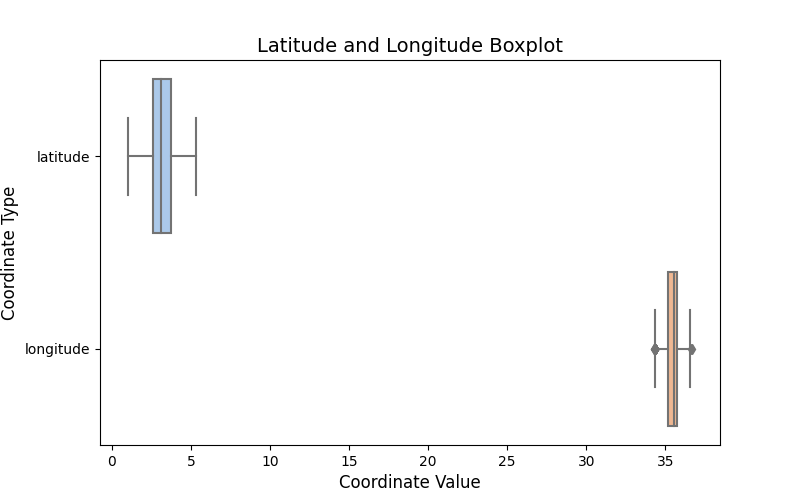 Latitude and Longitude Boxplot
Coordinate Type
latitude
longitude
0 5 10 15 20 25 30 35
Coordinate Value